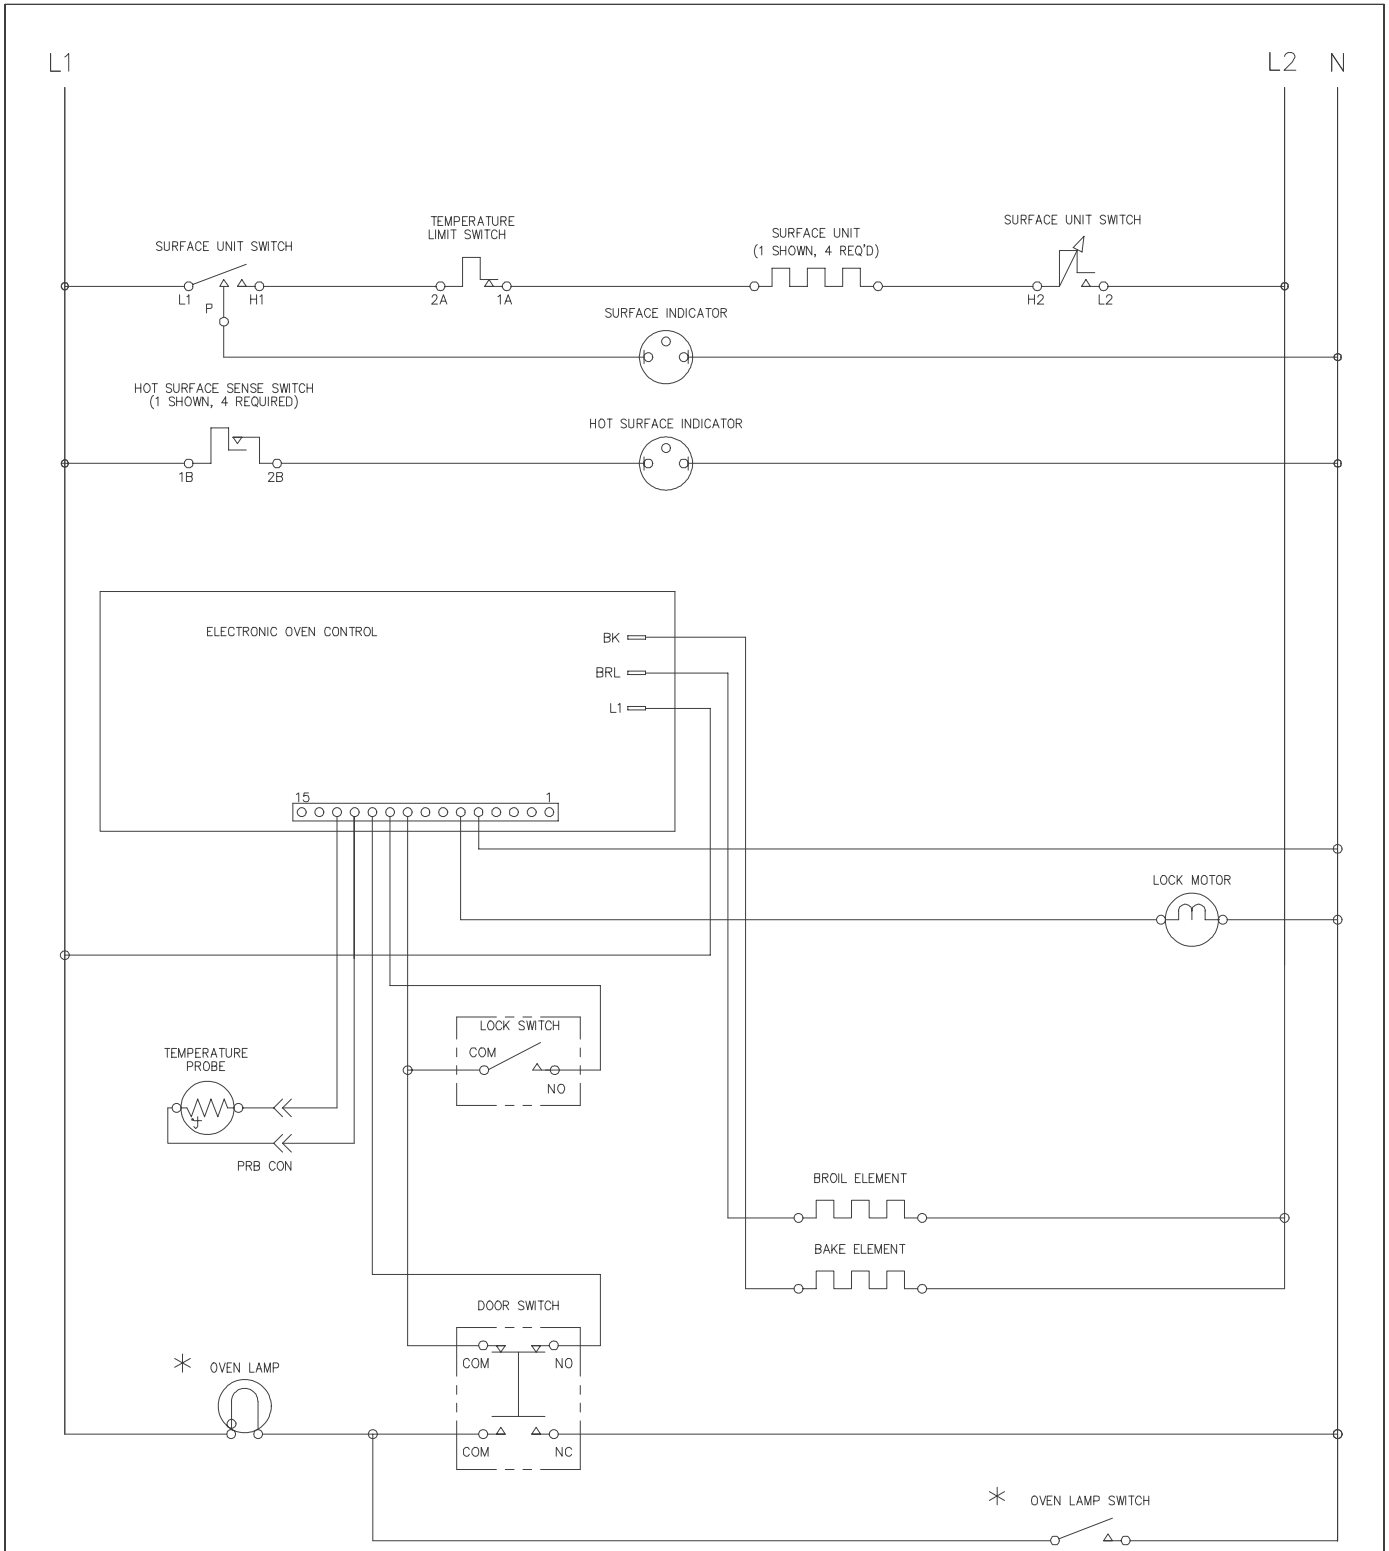 L1
L2
N
SURFACE UNIT SWITCH
TEMPERATURE
LIMIT SWITCH
SURFACE UNIT
(1 SHOWN, 4 REQ'D)
SURFACE UNIT SWITCH
L1
P
H1
2A
1A
H2
L2
SURFACE INDICATOR
HOT SURFACE SENSE SWITCH
(1 SHOWN, 4 REQUIRED)
HOT SURFACE INDICATOR
1B
2B
ELECTRONIC OVEN CONTROL
BK
BRL
L1
15
1
LOCK MOTOR
LOCK SWITCH
COM
NO
TEMPERATURE
PROBE
PRB CON
BROIL ELEMENT
BAKE ELEMENT
DOOR SWITCH
COM
NO
* OVEN LAMP
COM
NC
* OVEN LAMP SWITCH